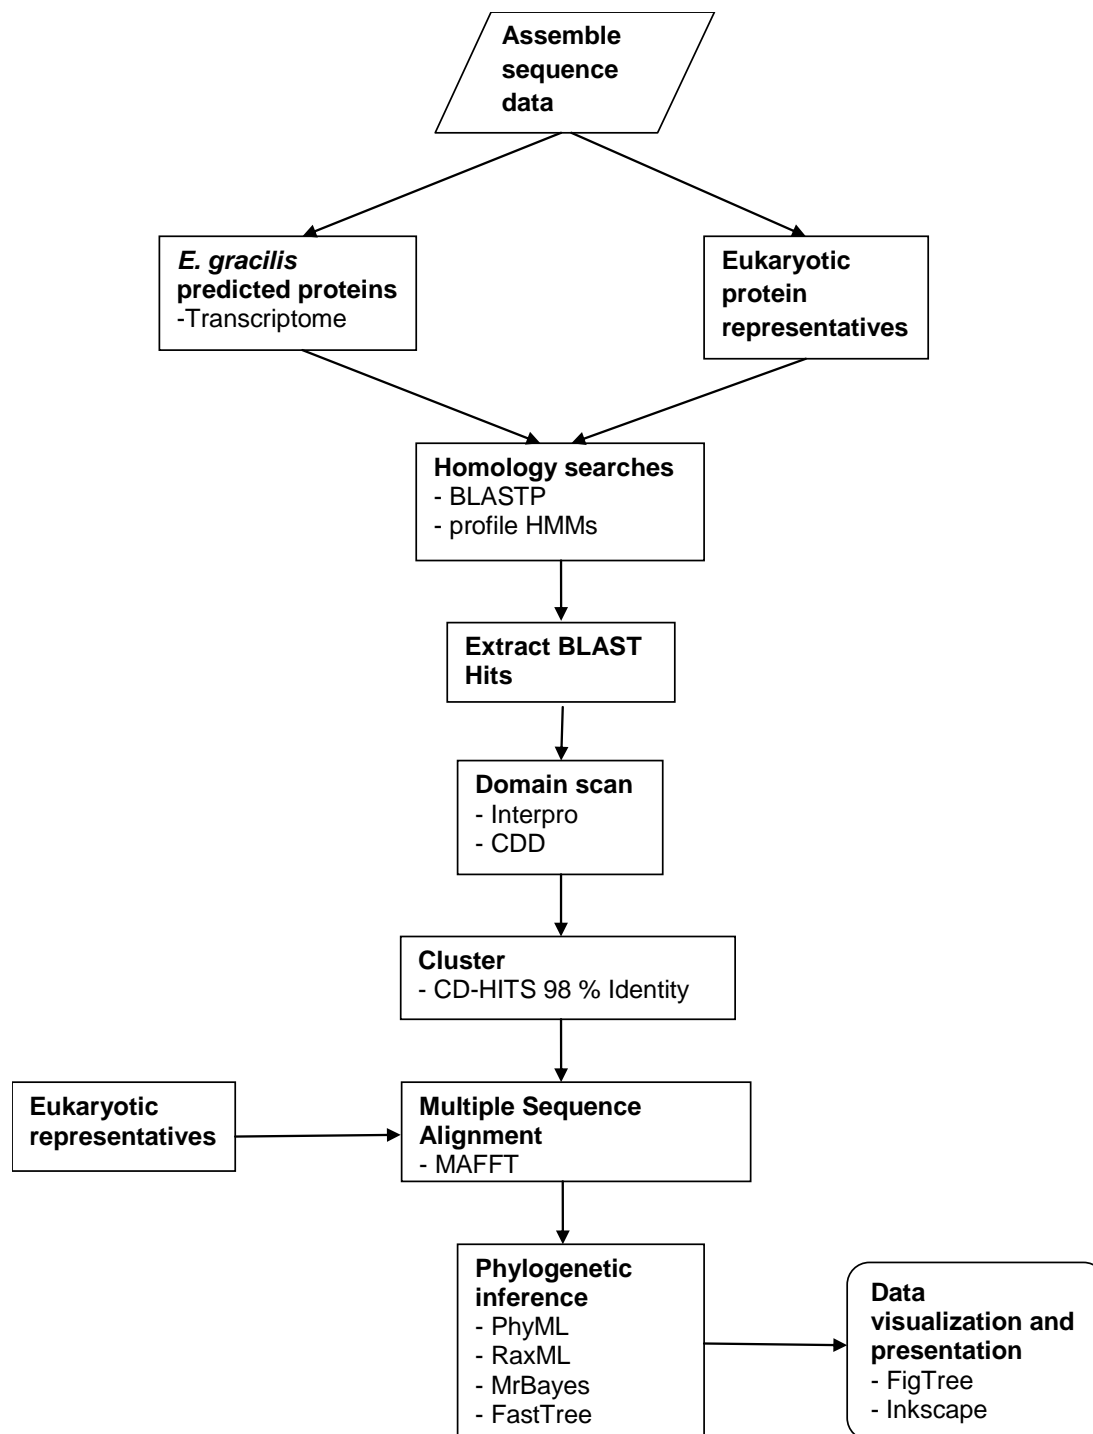 Assemble
sequence
data
E. gracilis
predicted proteins
-Transcriptome
Eukaryotic
protein
representatives
Homology searches
- BLASTP
- profile HMMs
Extract BLAST
Hits
Domain scan
- Interpro
- CDD
Cluster
- CD-HITS 98 % Identity
Eukaryotic
representatives
Multiple Sequence
Alignment
- MAFFT
Phylogenetic
inference
- PhyML
- RaxML
- MrBayes
- FastTree
Data
visualization and
presentation
- FigTree
- Inkscape